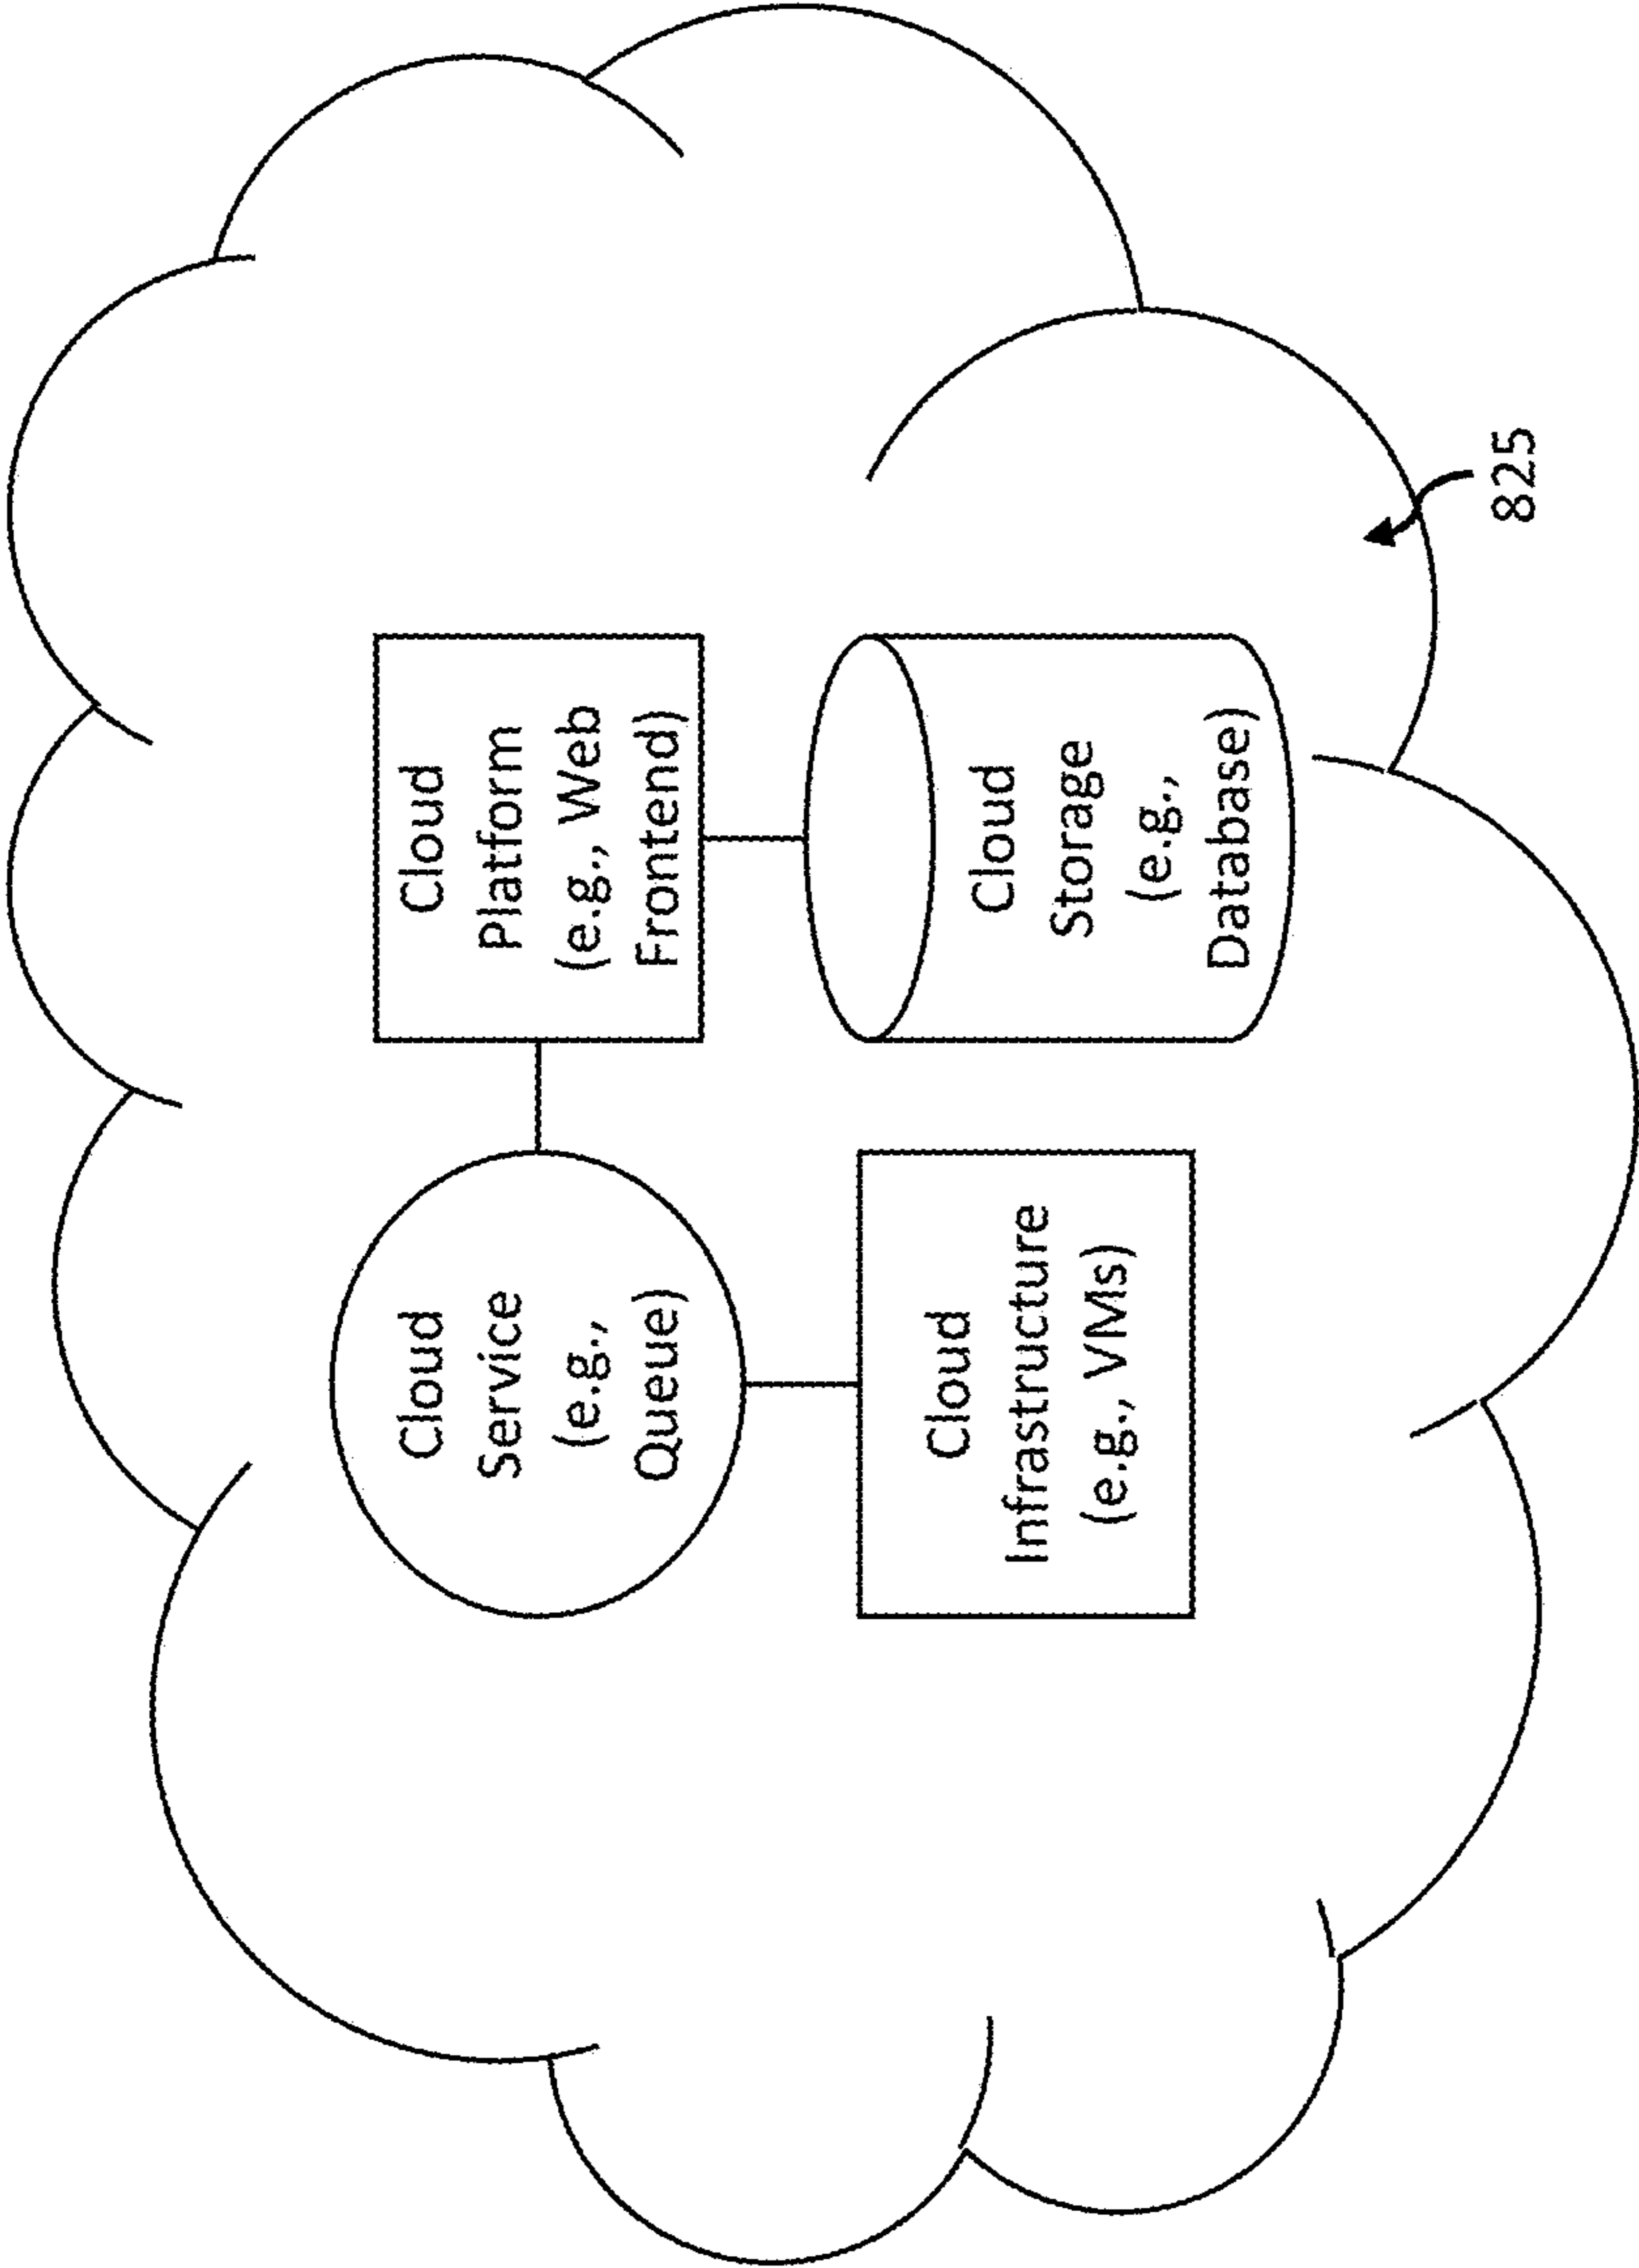 Cloud
Service
(e.g.,
Queue)
Cloud
Platform
(e.g., Web
Frontend)
Cloud
Infrastructure
(e.g., VMs)
Cloud
Storage
(e.g.,
Database)
825